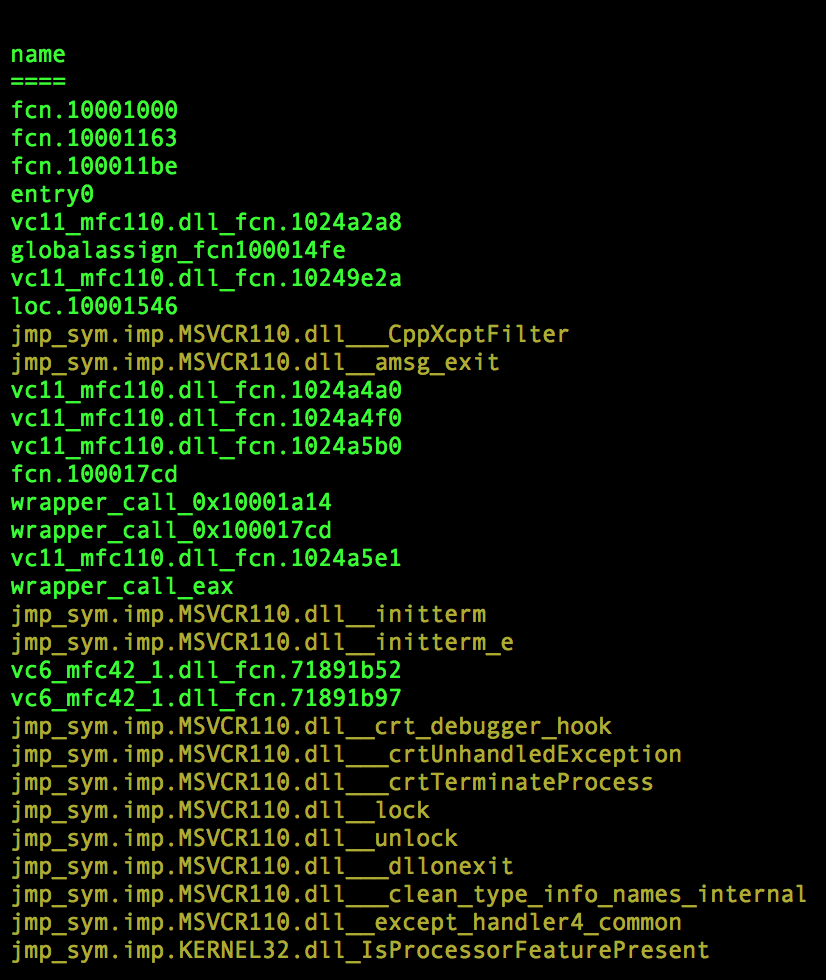 name
====
fcn.10001000
fcn.10001163
fcn.100011be
entry0
vc11_mfc110.dll_fcn.1024a2a8
globalassign_fcn100014fe
vc11_mfc110.dll_fcn.10249e2a
loc.10001546
jmp_sym.imp.MSVCR110.dll___CppXcptFilter
jmp_sym.imp.MSVCR110.dll__amsg_exit
vc11_mfc110.dll_fcn.1024a4a0
vc11_mfc110.dll_fcn.1024a4f0
vc11_mfc110.dll_fcn.1024a5b0
fcn.100017cd
wrapper_call_0x10001a14
wrapper_call_0x100017cd
vc11_mfc110.dll_fcn.1024a5e1
wrapper_call_eax
jmp_sym.imp.MSVCR110.dll__initterm
jmp_sym.imp.MSVCR110.dll__initterm_e
vc6_mfc42_1.dll_fcn.71891b52
vc6_mfc42_1.dll_fcn.71891b97
jmp_sym.imp.MSVCR110.dll__crt_debugger_hook
jmp_sym.imp.MSVCR110.dll___crtUnhandledException
jmp_sym.imp.MSVCR110.dll___crtTerminateProcess
jmp_sym.imp.MSVCR110.dll__lock
jmp_sym.imp.MSVCR110.dll__unlock
jmp_sym.imp.MSVCR110.dll___dllonexit
jmp_sym.imp.MSVCR110.dll___clean_type_info_names_internal
jmp_sym.imp.MSVCR110.dll__except_handler4_common
jmp_sym.imp.KERNEL32.dll_IsProcessorFeaturePresent